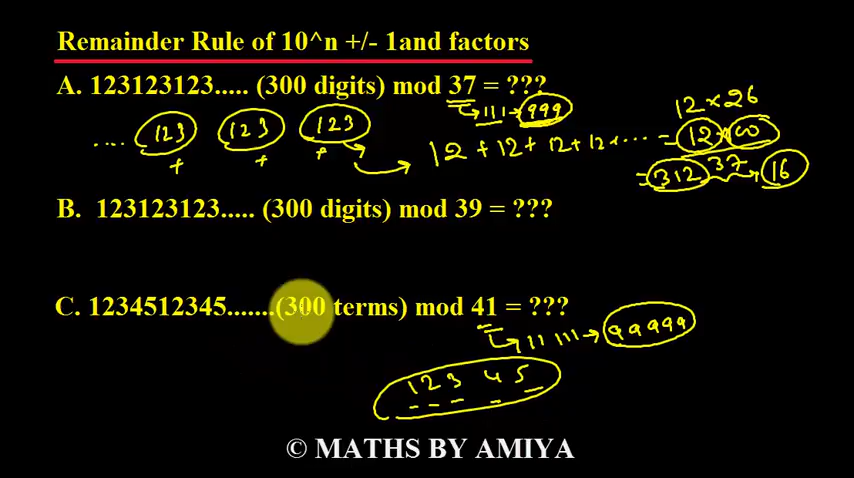 Remainder Rule of 10^n +/- 1and factors
A. 123123123..... (300 digits) mod 37 = ???
111 → 999
12 × 26
.... 123 123 123
+ + +
12 + 12 + 12 + 12 + ... = 12 × 100
= 312 37 16
B. 123123123..... (300 digits) mod 39 = ???
C. 1234512345.......(300 terms) mod 41 = ???
11 111 → 99999
123 45
© MATHS BY AMIYA